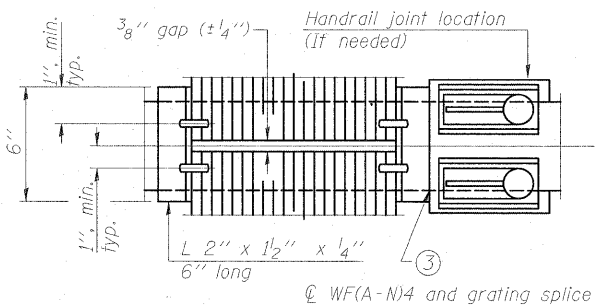 3/8" gap (±1/4")
Handrail joint location
(If needed)
1", min.
typ.
6"
1", min.
typ.
L 2" x 1 1/2" x 1/4"
6" long
3
℄ WF(A-N)4 and grating splice